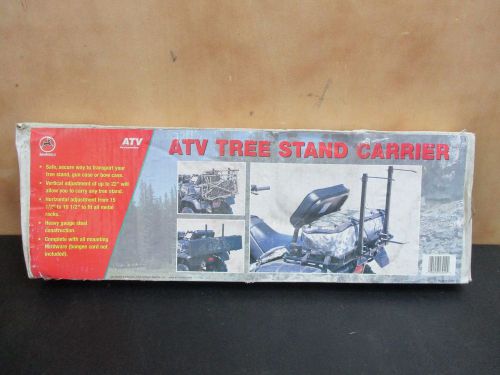 ATV
ATV TREE STAND CARRIER
• Safe, secure way to transport your
tree stand, gun case or bow case.
• Vertical adjustment of up to 22" will
allow you to carry any tree stand.
• Horizontal adjustment from 15
1/2" to 18 1/2" to fit all metal
racks.
• Heavy gauge steel
construction.
• Complete with all mounting
Hardware (bungee cord not
included).